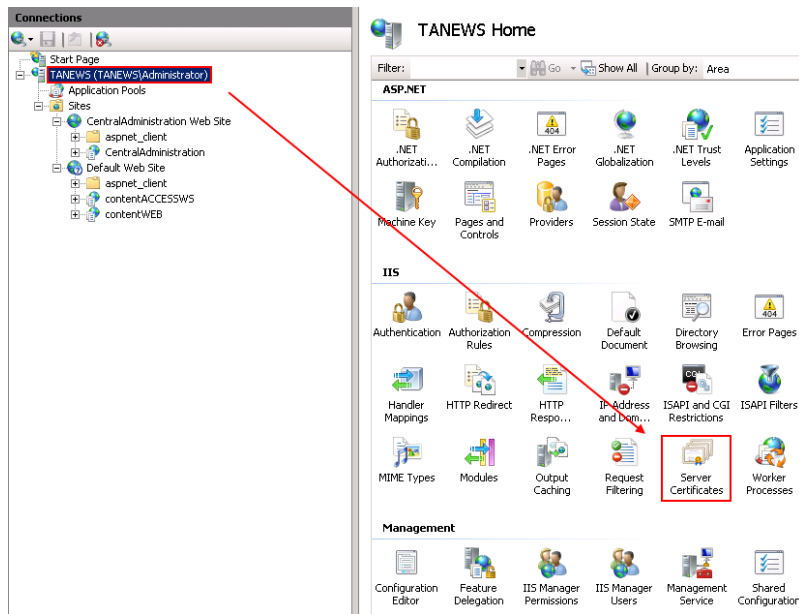 Connections
Start Page
TANEWS (TANEWS\Administrator)
Application Pools
Sites
CentralAdministration Web Site
aspnet_client
CentralAdministration
Default Web Site
aspnet_client
contentACCESSWS
contentWEB
TANEWS Home
Filter: Go Show All Group by: Area
ASP.NET
.NET Authorizati...
.NET Compilation
404
.NET Error Pages
.NET Globalization
.NET Trust Levels
Application Settings
Machine Key
Pages and Controls
Providers
Session State
SMTP E-mail
IIS
Authentication
Authorization Rules
Compression
Default Document
Directory Browsing
404
Error Pages
Handler Mappings
HTTP Redirect
HTTP Respo...
IP Address and Dom...
CGI
ISAPI and CGI Restrictions
ISAPI Filters
MIME Types
Modules
Output Caching
Request Filtering
Server Certificates
Worker Processes
Management
Configuration Editor
Feature Delegation
IIS Manager Permissions
IIS Manager Users
Management Service
Shared Configuration